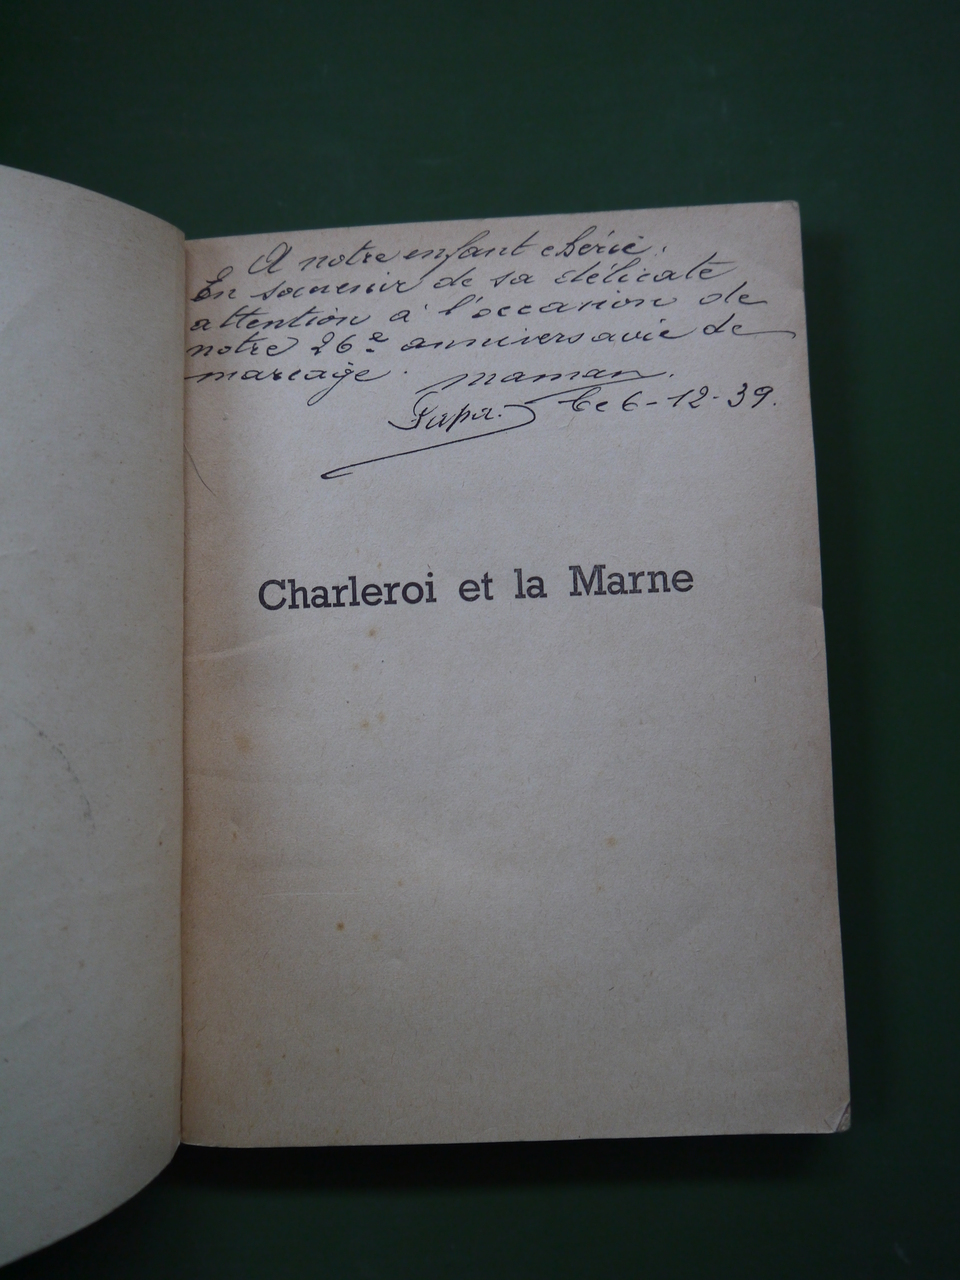 A notre enfant chérie.
En souvenir de sa délicate
attention à l'occasion de
notre 26e anniversaire de
mariage. maman.
Papa. Le 6-12-39.
Charleroi et la Marne